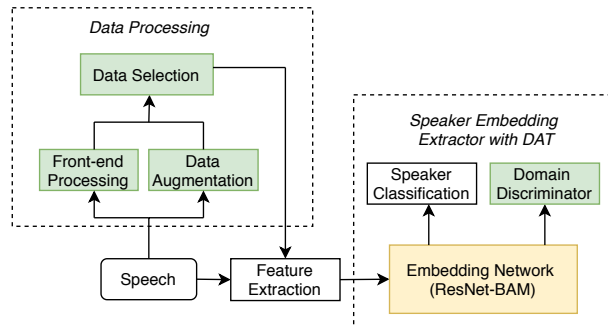 Data Processing
Data Selection
Front-end
Processing
Data
Augmentation
Speech
Feature
Extraction
Speaker Embedding
Extractor with DAT
Speaker
Classification
Domain
Discriminator
Embedding Network
(ResNet-BAM)